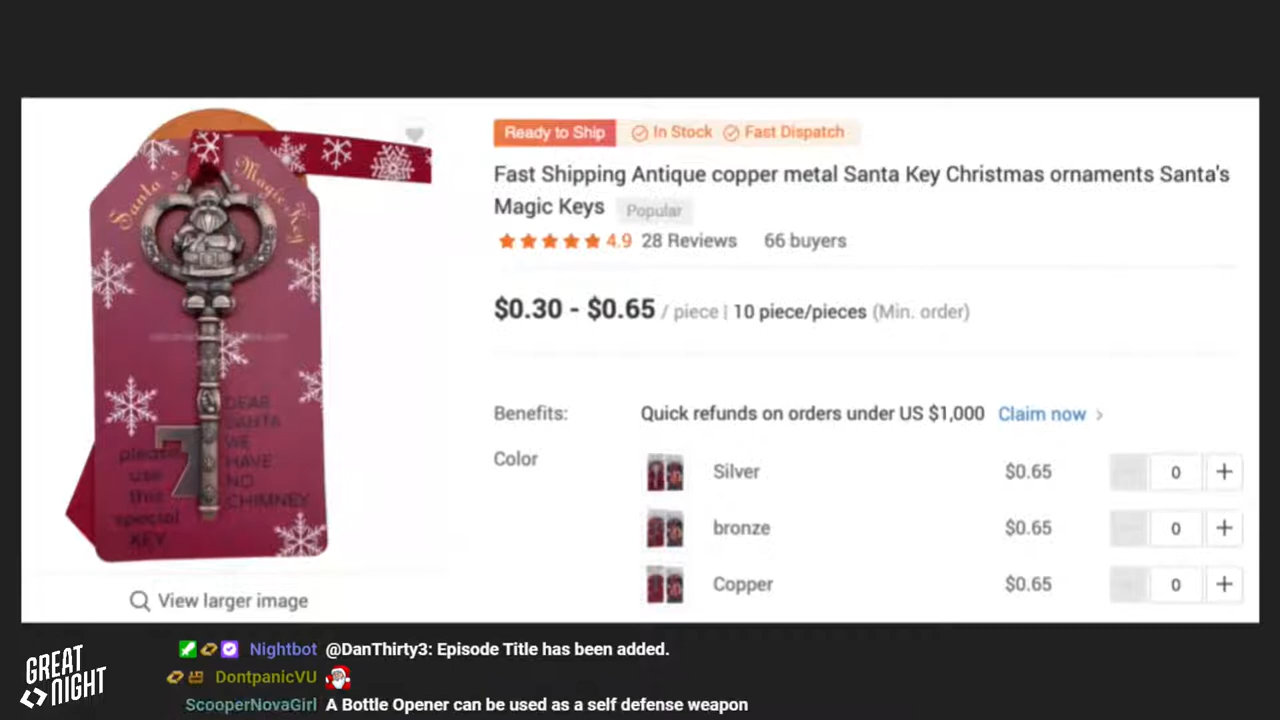 Santa's Magic Key
DEAR
SANTA
WE
HAVE
NO
CHIMNEY
please
use
this
special
KEY
View larger image
Ready to Ship
In Stock
Fast Dispatch
Fast Shipping Antique copper metal Santa Key Christmas ornaments Santa's
Magic Keys Popular
4.9 28 Reviews 66 buyers
$0.30 - $0.65 / piece | 10 piece/pieces (Min. order)
Benefits: Quick refunds on orders under US $1,000 Claim now >
Color Silver $0.65 0 +
bronze $0.65 0 +
Copper $0.65 0 +
GREAT
NIGHT
Nightbot @DanThirty3: Episode Title has been added.
DontpanicVU
ScooperNovaGirl A Bottle Opener can be used as a self defense weapon